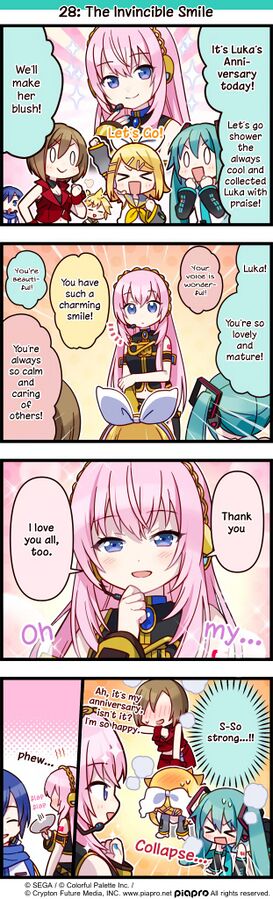 28: The Invincible Smile
It's Luka's
Anni-
versary
today!
Let's go
shower
the
always
cool and
collected
Luka with
praise!
We'll
make
her
blush!
Let's Go!
Luka!
You're so
lovely
and
mature!
Your
voice is
wonder-
ful!
You have
such a
charming
smile!
You're
Beauti-
ful!
You're
always
so calm
and
caring
of
others!
Thank
you
I love
you all,
too.
Oh my...
S-So
strong...!!
Ah, it's my
anniversary,
isn't it?
I'm so happy.
Collapse...
Phew...
Flap
Flap
© SEGA / © Colorful Palette Inc. /
© Crypton Future Media, INC. www.piapro.net piapro All rights reserved.